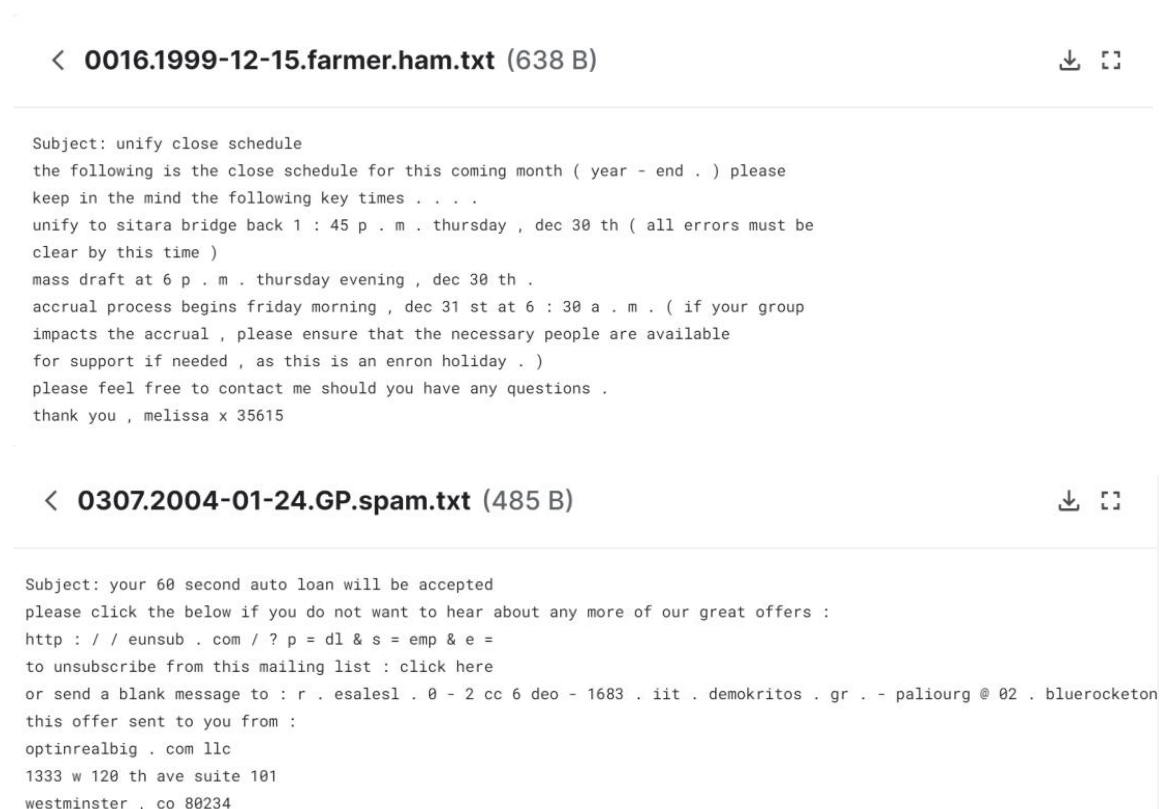 0016.1999-12-15.farmer.ham.txt (638 B)
Subject: unify close schedule
the following is the close schedule for this coming month ( year - end . ) please
keep in the mind the following key times . . . .
unify to sitara bridge back 1 : 45 p . m . thursday , dec 30 th ( all errors must be
clear by this time )
mass draft at 6 p . m . thursday evening , dec 30 th .
accrual process begins friday morning , dec 31 st at 6 : 30 a . m . ( if your group
impacts the accrual , please ensure that the necessary people are available
for support if needed , as this is an enron holiday . )
please feel free to contact me should you have any questions .
thank you , melissa x 35615
0307.2004-01-24.GP.spam.txt (485 B)
Subject: your 60 second auto loan will be accepted
please click the below if you do not want to hear about any more of our great offers :
http : / / eunsub . com / ? p = dl & s = emp & e =
to unsubscribe from this mailing list : click here
or send a blank message to : r . esalesl . 0 - 2 cc 6 deo - 1683 . iit . demokritos . gr . - paliourg @ 02 . bluerocketon
this offer sent to you from :
optinrealbig . com llc
1333 w 120 th ave suite 101
westminster . co 80234